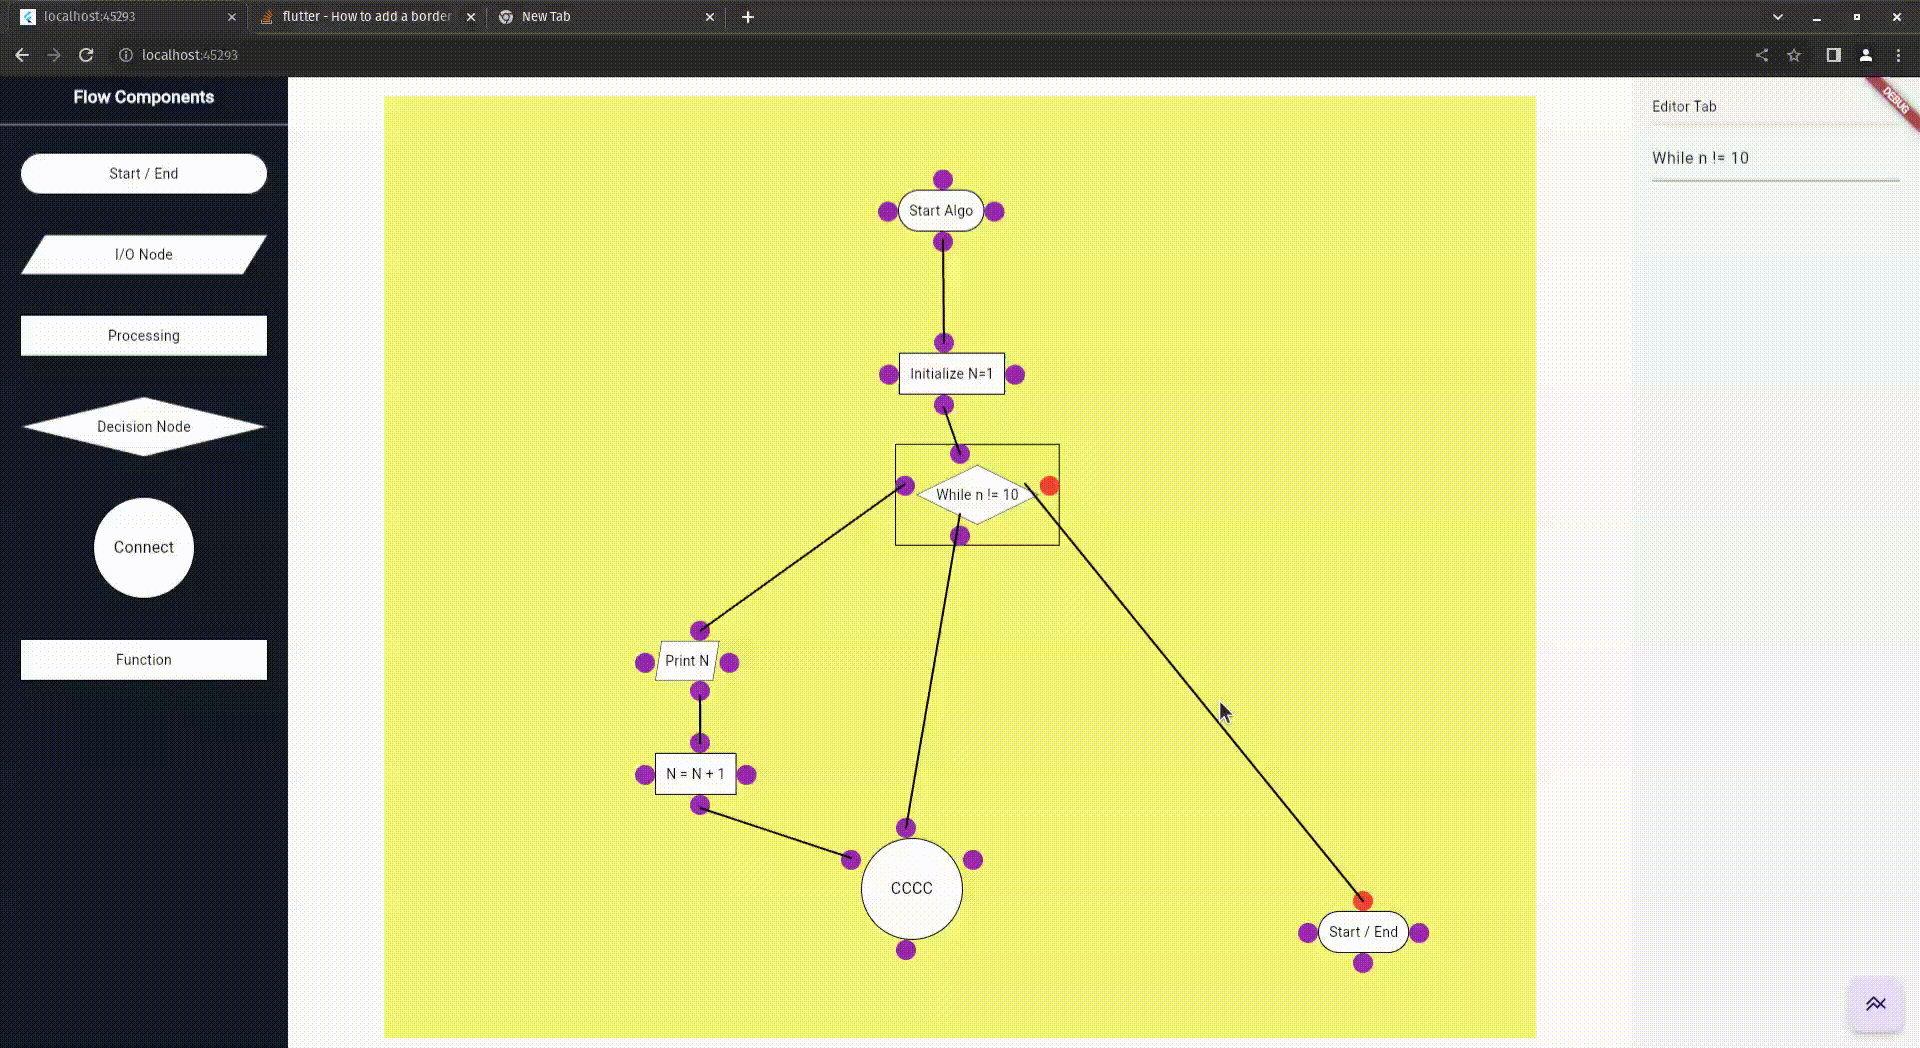 localhost:45293
flutter - How to add a border
New Tab
localhost:45293
Flow Components
Start / End
I/O Node
Processing
Decision Node
Connect
Function
Start Algo
Initialize N=1
While n != 10
Print N
N = N + 1
CCCC
Start / End
Editor Tab
While n != 10
DEBUG